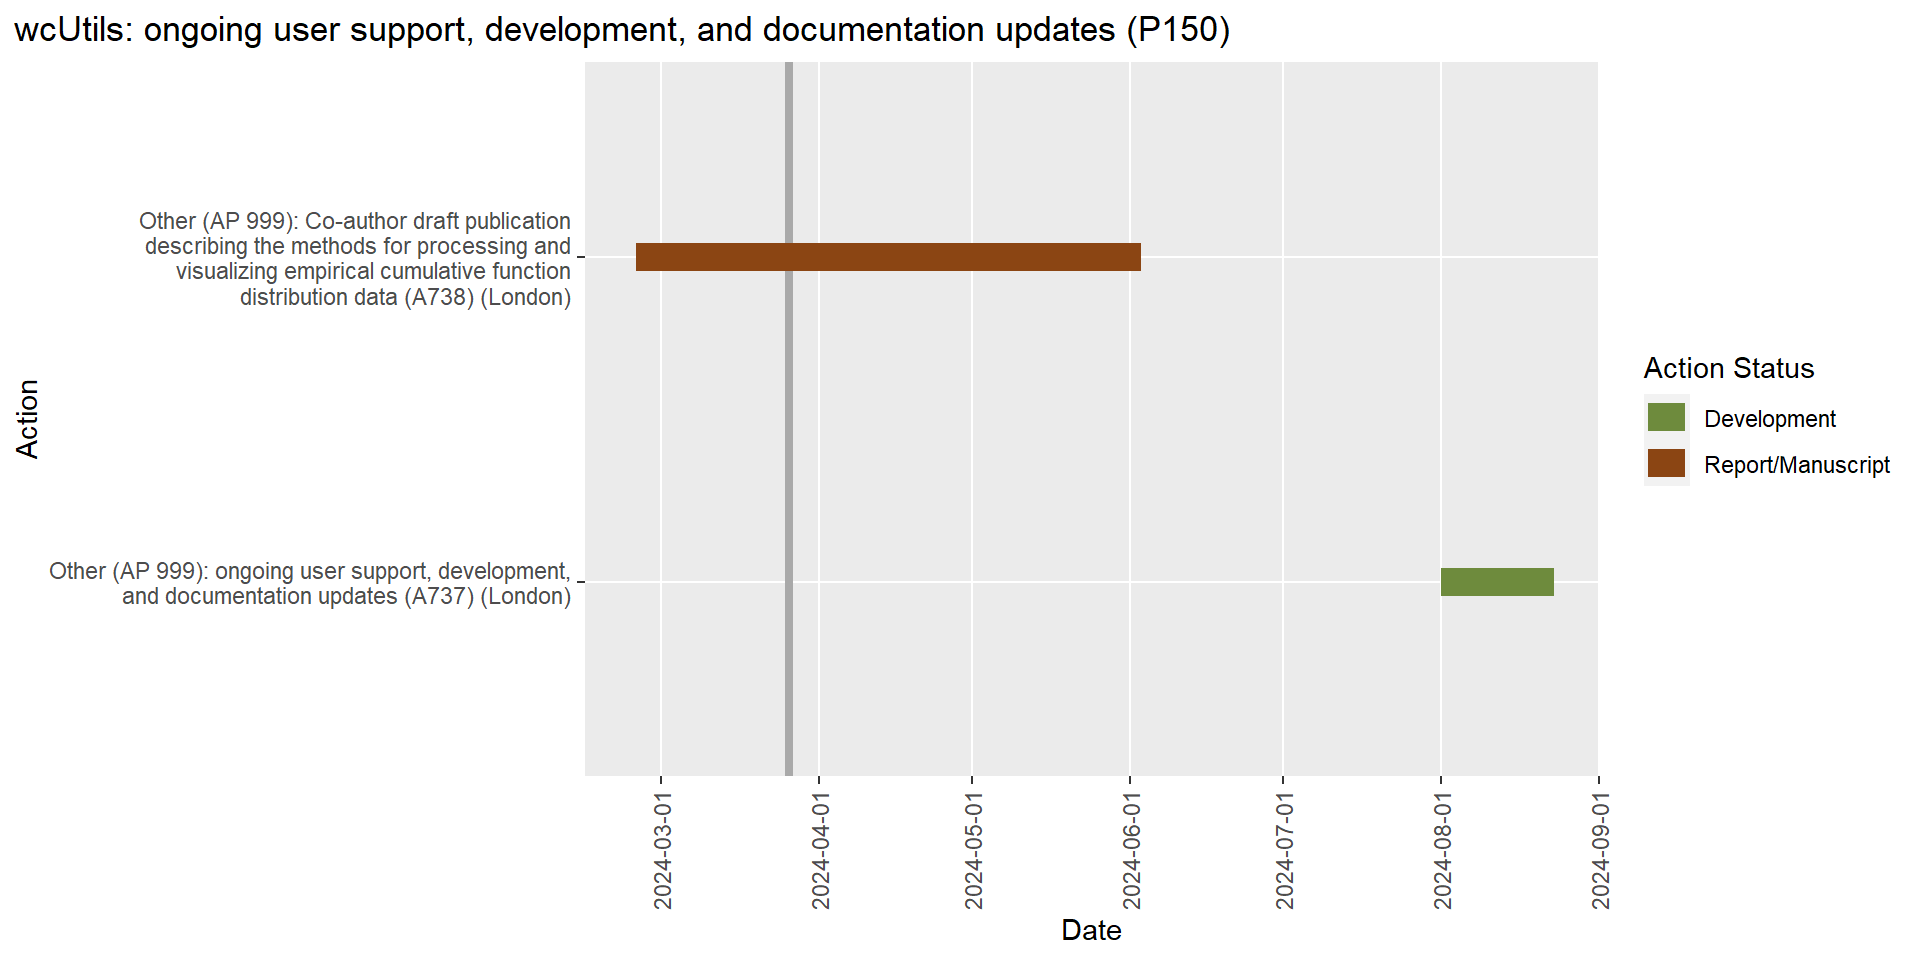 wcUtils: ongoing user support, development, and documentation updates (P150)
Other (AP 999): Co-author draft publication
describing the methods for processing and
visualizing empirical cumulative function
distribution data (A738) (London)
Other (AP 999): ongoing user support, development,
and documentation updates (A737) (London)
Action
2024-03-01
2024-04-01
2024-05-01
2024-06-01
2024-07-01
2024-08-01
2024-09-01
Date
Action Status
Development
Report/Manuscript